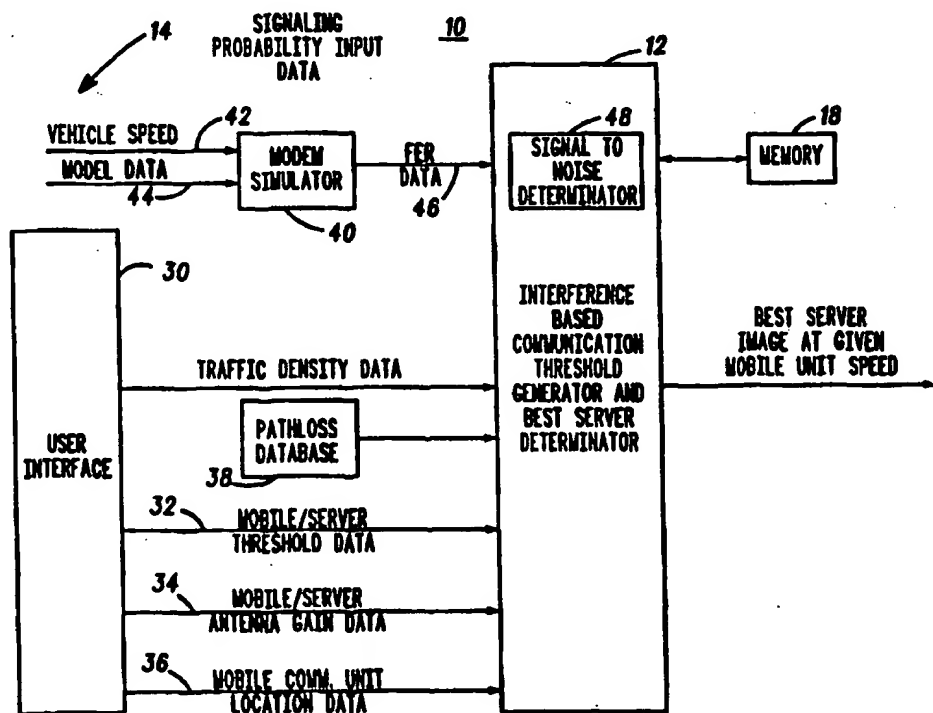 14
SIGNALING
PROBABILITY INPUT
DATA
10
12
VEHICLE SPEED
42
MODEL DATA
44
MODEM
SIMULATOR
40
FER
DATA
46
48
SIGNAL TO
NOISE
DETERMINATOR
18
MEMORY
30
USER
INTERFACE
TRAFFIC DENSITY DATA
PATHLOSS
DATABASE
38
INTERFERENCE
BASED
COMMUNICATION
THRESHOLD
GENERATOR AND
BEST SERVER
DETERMINATOR
BEST SERVER
IMAGE AT GIVEN
MOBILE UNIT SPEED
32
MOBILE/SERVER
THRESHOLD DATA
34
MOBILE/SERVER
ANTENNA GAIN DATA
36
MOBILE COMM. UNIT
LOCATION DATA